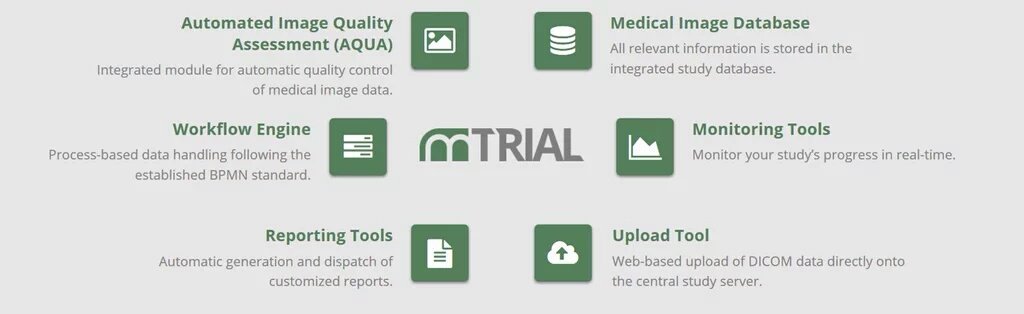 Automated Image Quality
Assessment (AQUA)
Integrated module for automatic quality control
of medical image data.
Medical Image Database
All relevant information is stored in the
integrated study database.
Workflow Engine
Process-based data handling following the
established BPMN standard.
mTRIAL
Monitoring Tools
Monitor your study's progress in real-time.
Reporting Tools
Automatic generation and dispatch of
customized reports.
Upload Tool
Web-based upload of DICOM data directly onto
the central study server.